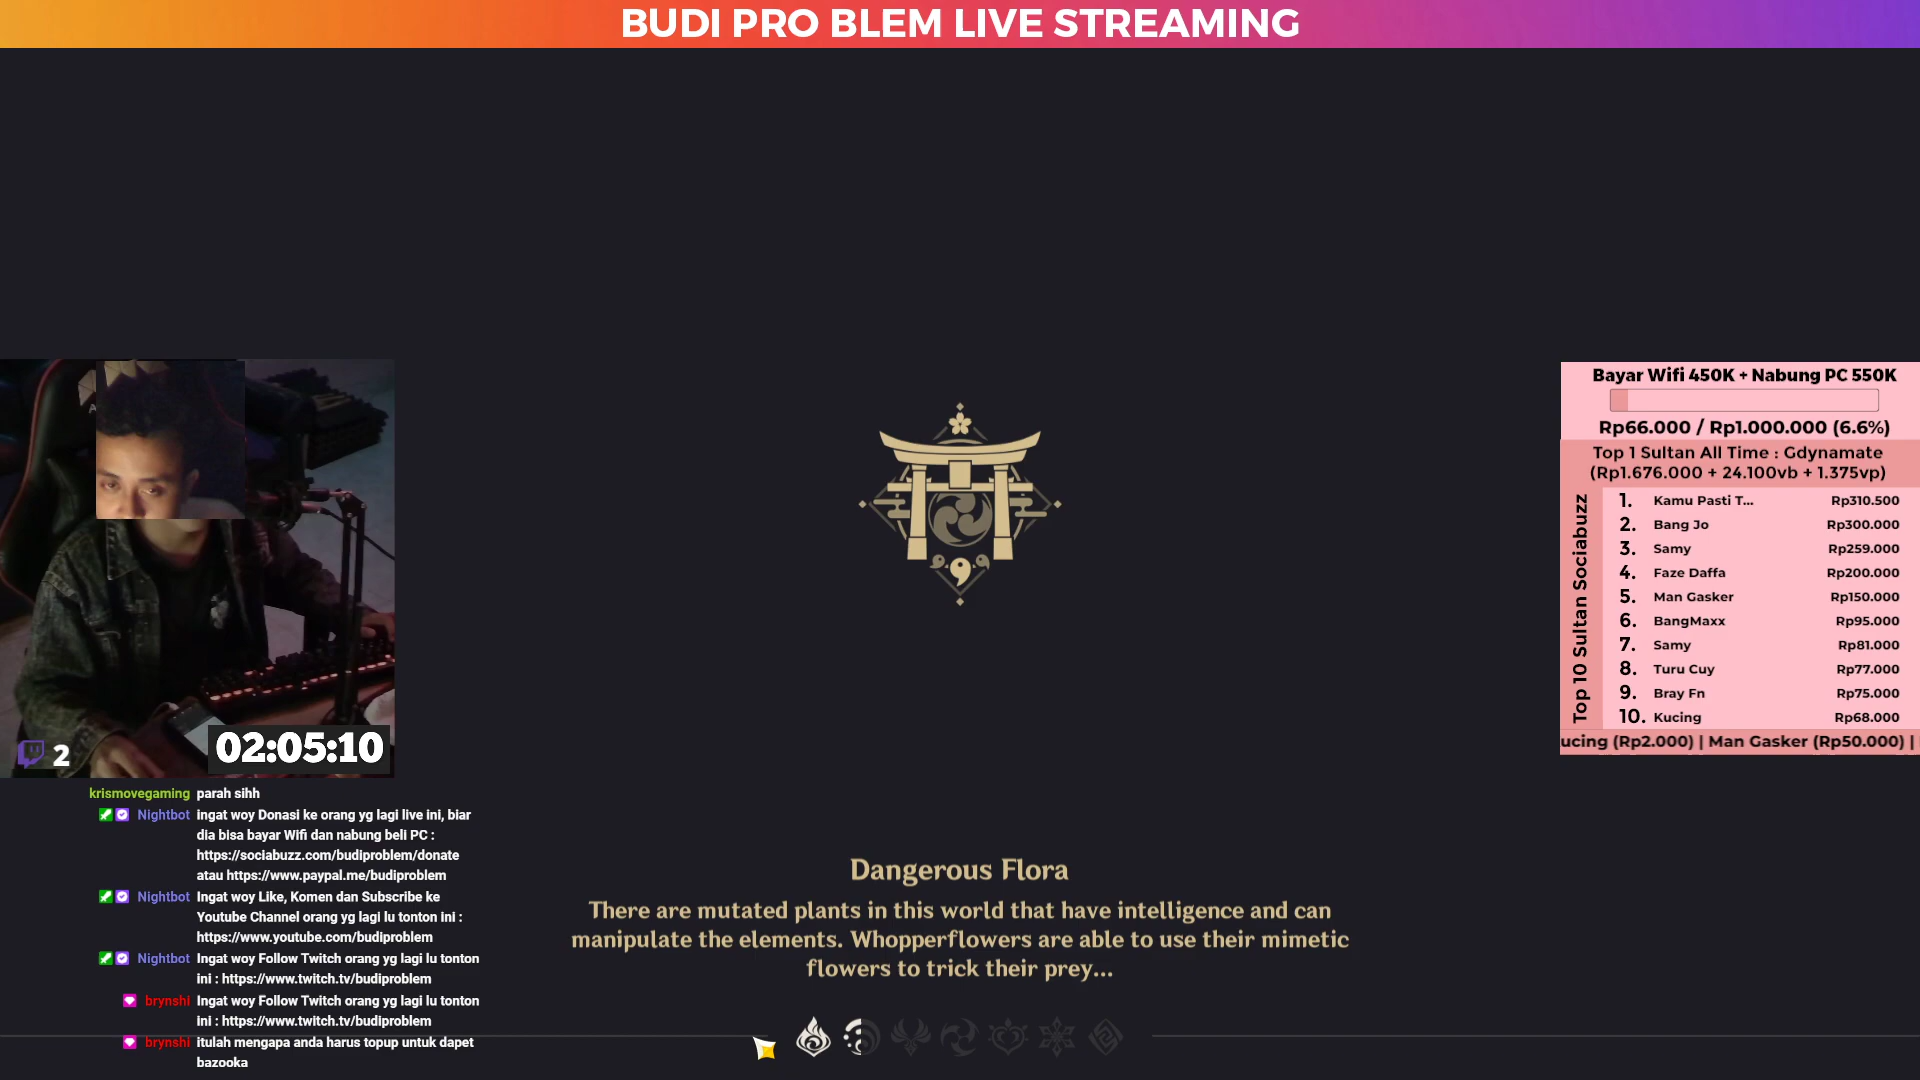 BUDI PRO BLEM LIVE STREAMING
2
02:05:10
krismovegaming parah sihh
Nightbot Ingat woy Donasi ke orang yg lagi live ini, biar
dia bisa bayar Wifi dan nabung beli PC :
https://sociabuzz.com/budiproblem/donate
atau https://www.paypal.me/budiproblem
Nightbot Ingat woy Like, Komen dan Subscribe ke
Youtube Channel orang yg lagi lu tonton ini :
https://www.youtube.com/budiproblem
Nightbot Ingat woy Follow Twitch orang yg lagi lu tonton
ini : https://www.twitch.tv/budiproblem
brynshi Ingat woy Follow Twitch orang yg lagi lu tonton
ini : https://www.twitch.tv/budiproblem
brynshi itulah mengapa anda harus topup untuk dapet
bazooka
Dangerous Flora
There are mutated plants in this world that have intelligence and can
manipulate the elements. Whopperflowers are able to use their mimetic
flowers to trick their prey...
Bayar Wifi 450K + Nabung PC 550K
Rp66.000 / Rp1.000.000 (6.6%)
Top 1 Sultan All Time : Gdynamate
(Rp1.676.000 + 24.100vb + 1.375vp)
Top 10 Sultan Sociabuzz
1. Kamu Pasti T... Rp310.500
2. Bang Jo Rp300.000
3. Samy Rp259.000
4. Faze Daffa Rp200.000
5. Man Gasker Rp150.000
6. BangMaxx Rp95.000
7. Samy Rp81.000
8. Turu Cuy Rp77.000
9. Bray Fn Rp75.000
10. Kucing Rp68.000
ucing (Rp2.000) | Man Gasker (Rp50.000) |